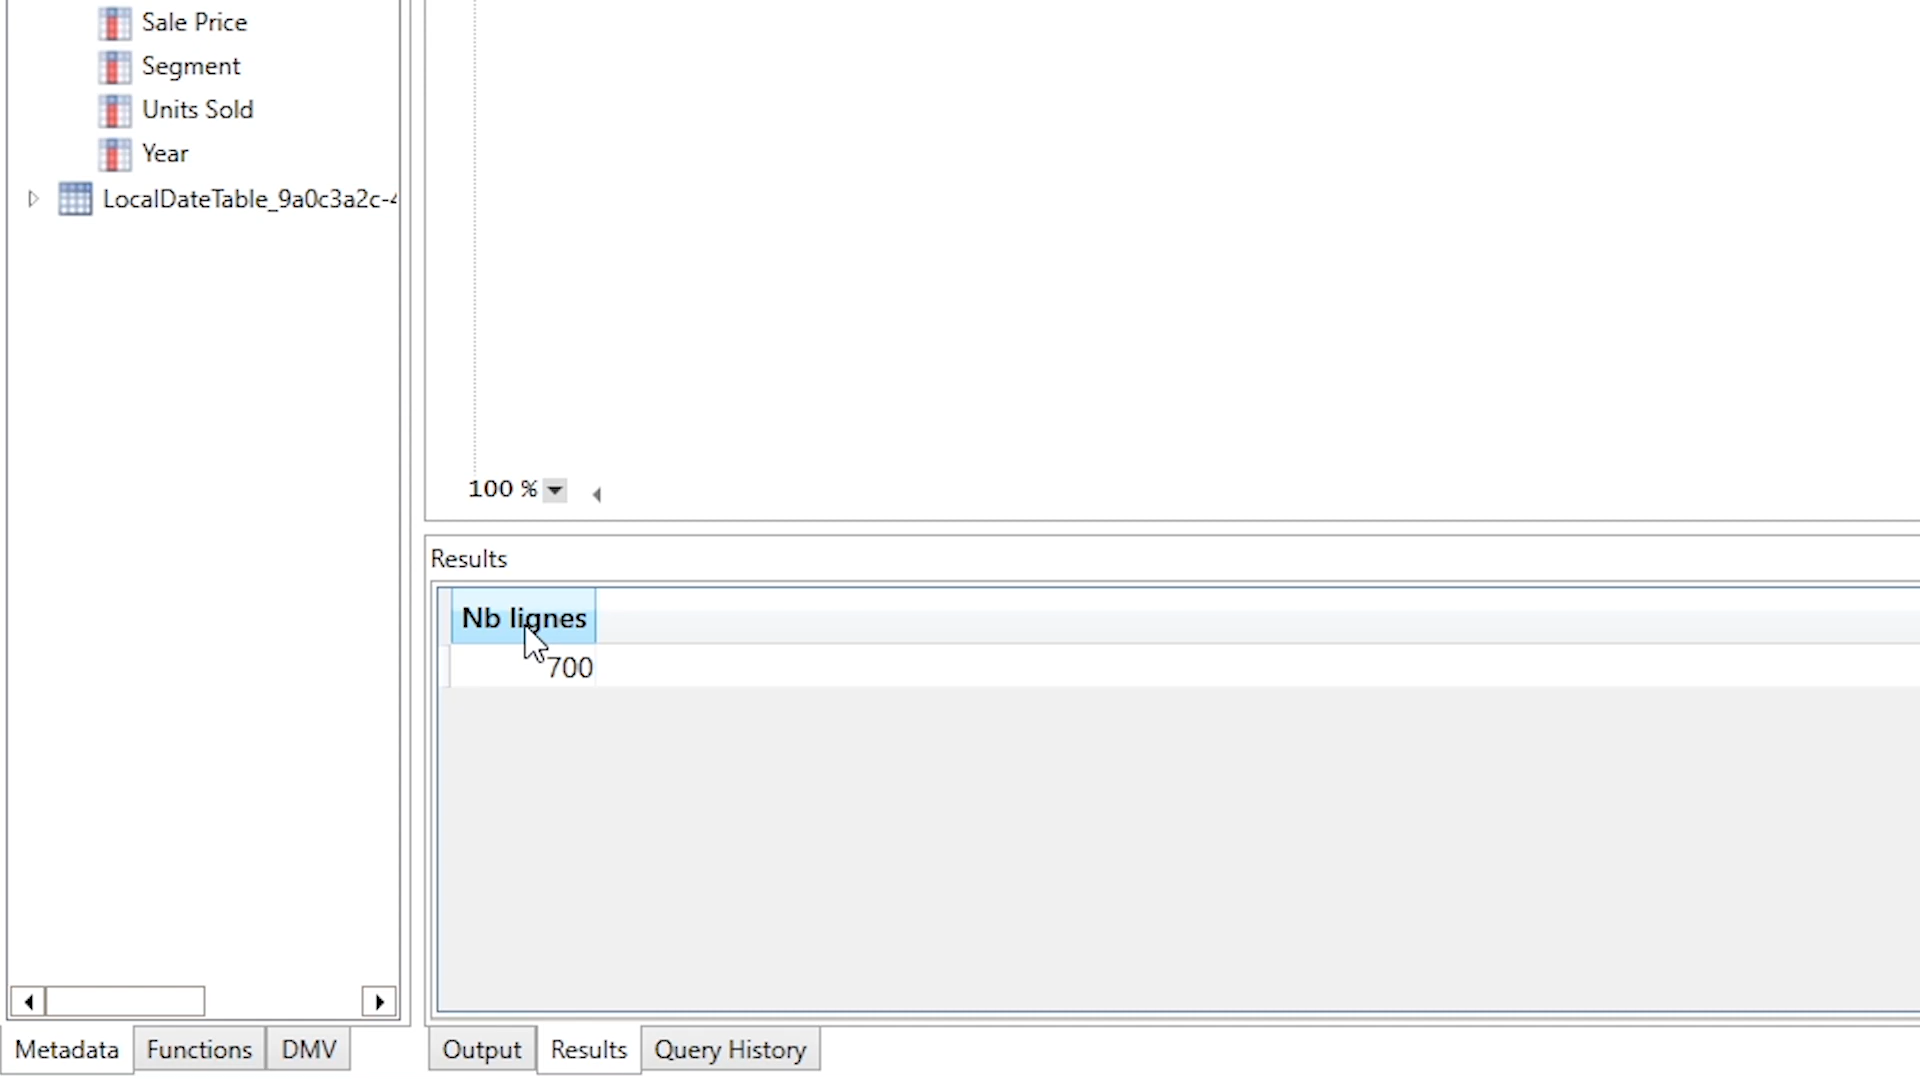 Sale Price
Segment
Units Sold
Year
LocalDateTable_9a0c3a2c-4
100 %
Results
Nb lignes
700
Metadata
Functions
DMV
Output
Results
Query History